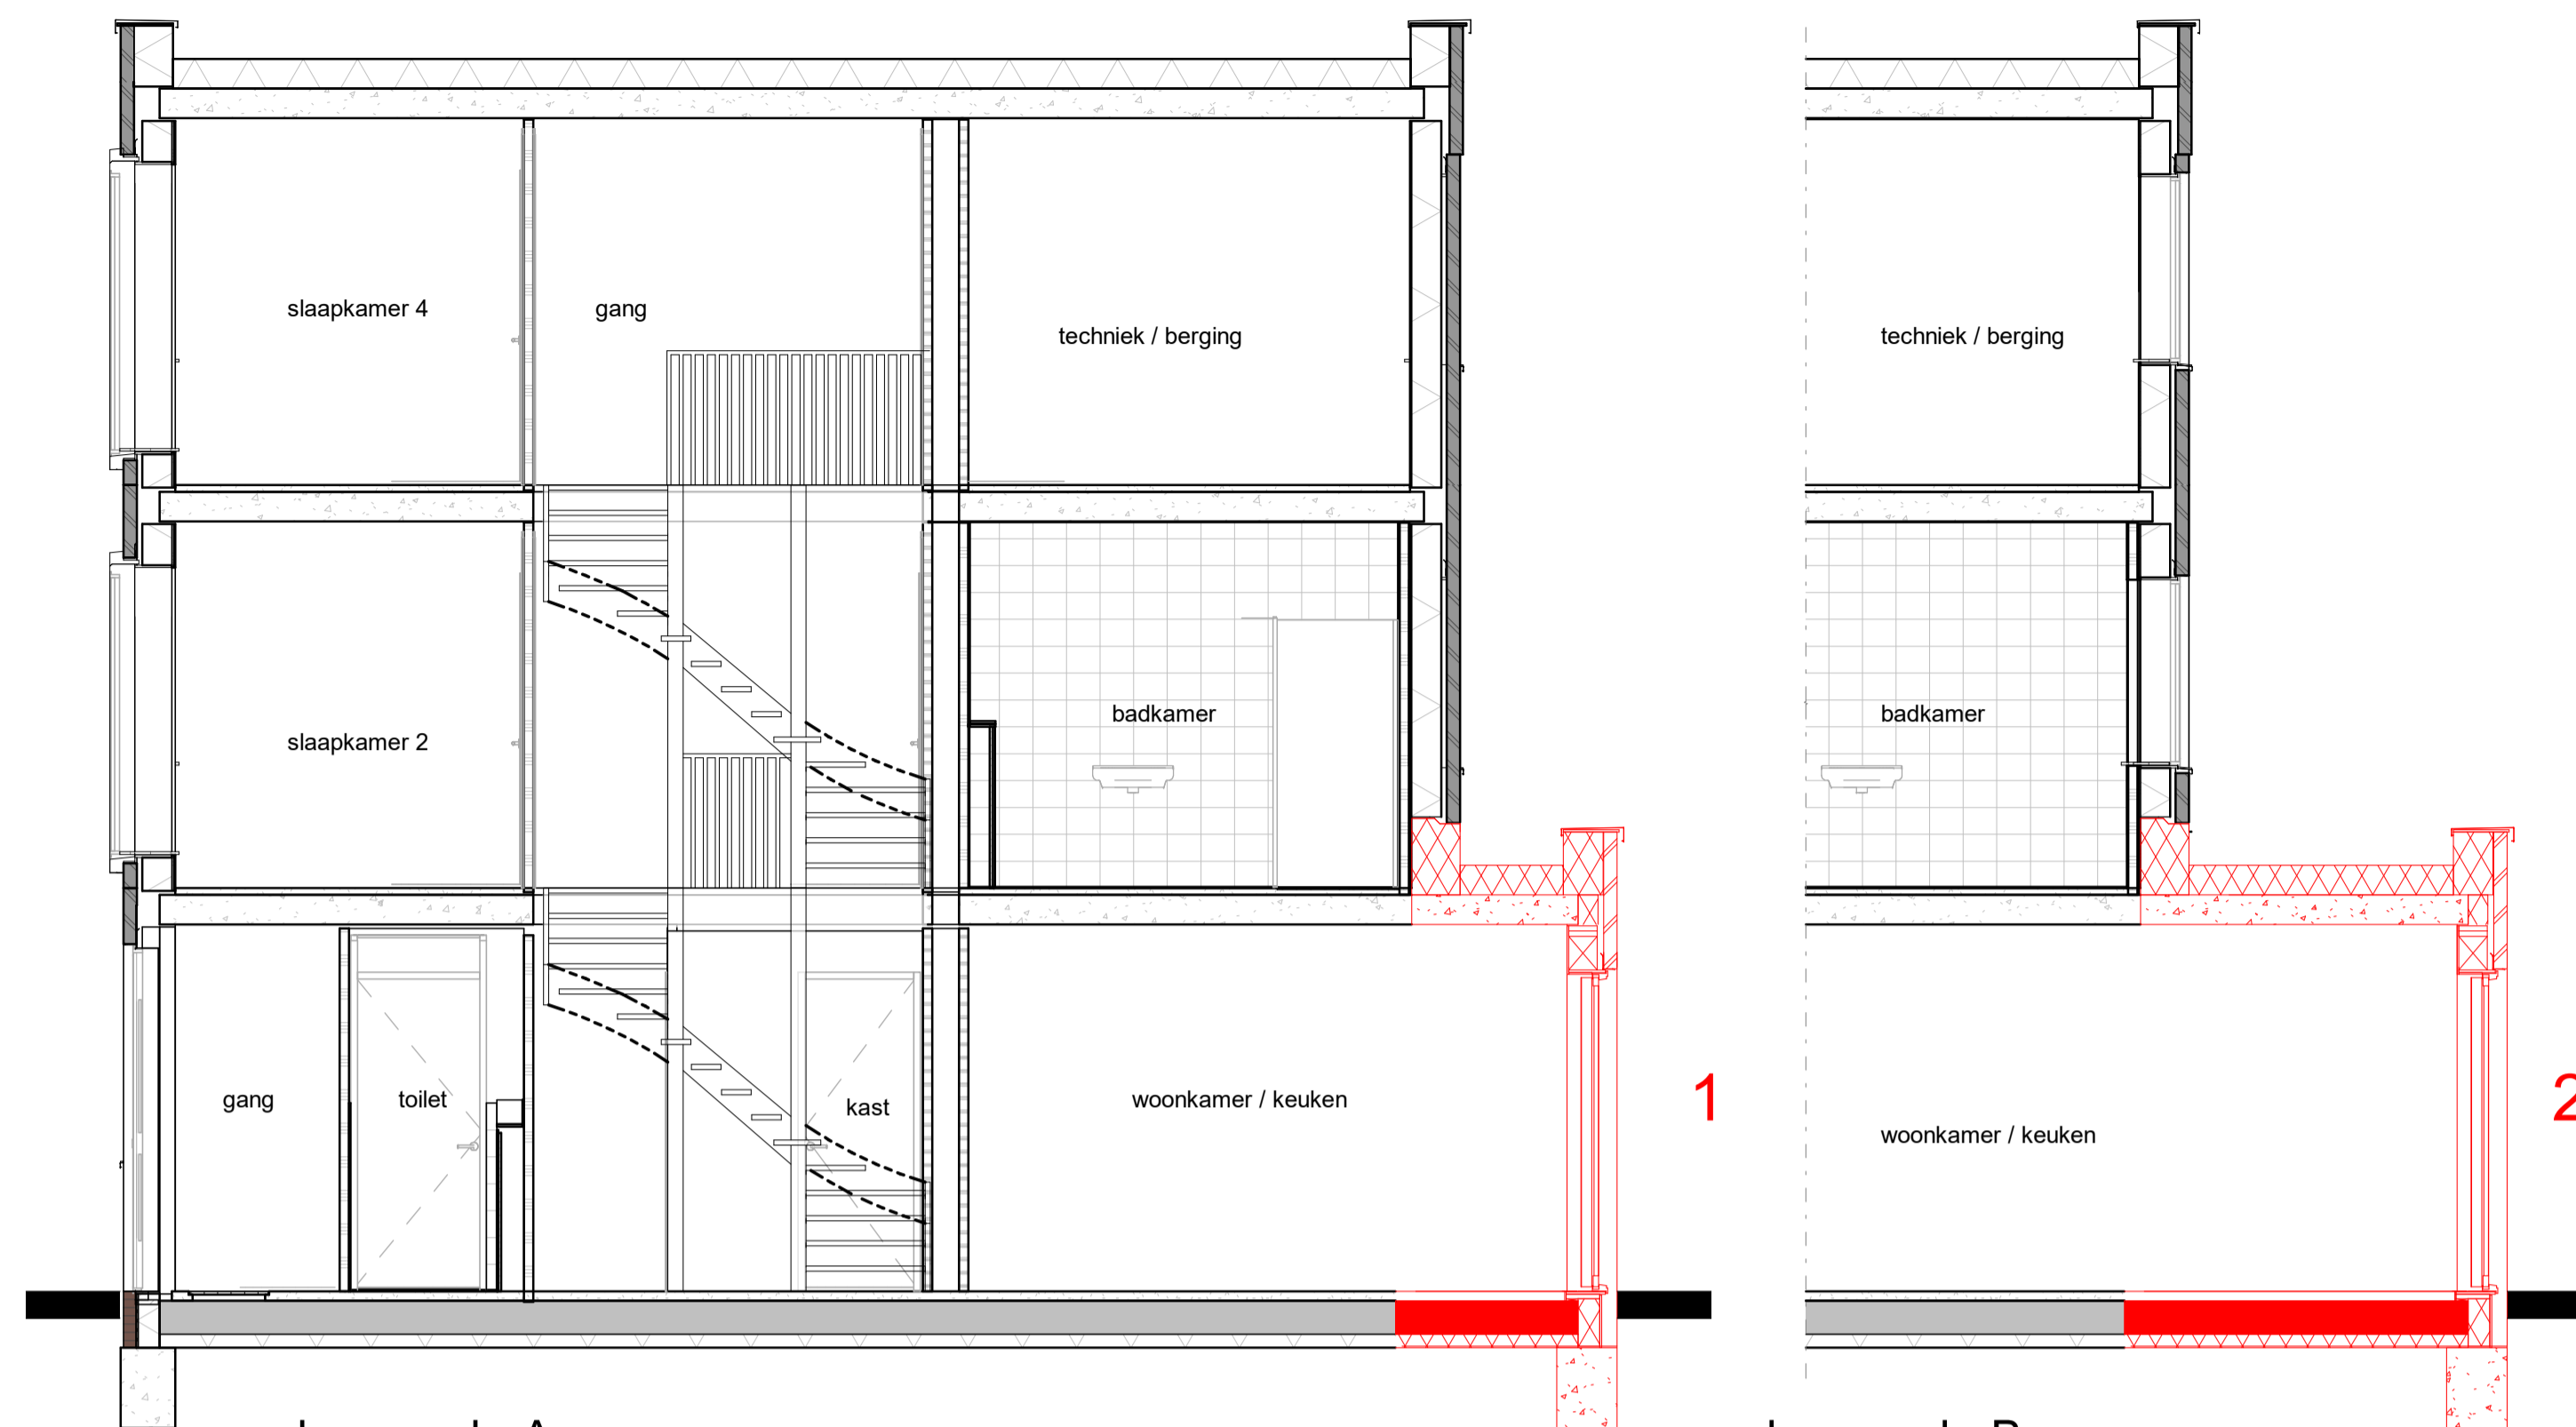 slaapkamer 4
gang
techniek / berging
techniek / berging
slaapkamer 2
badkamer
badkamer
gang
toilet
kast
woonkamer / keuken
1
woonkamer / keuken
2